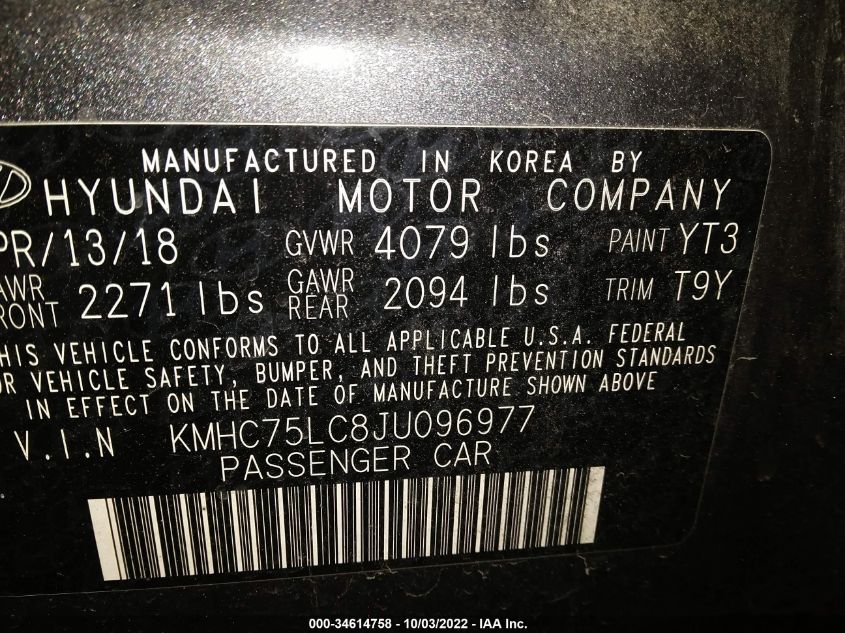 MANUFACTURED IN KOREA BY
HYUNDAI MOTOR COMPANY
PR/13/18 GVWR 4079 lbs PAINT YT3
AWR FRONT 2271 lbs GAWR REAR 2094 lbs TRIM T9Y
HIS VEHICLE CONFORMS TO ALL APPLICABLE U.S.A. FEDERAL
OR VEHICLE SAFETY, BUMPER, AND THEFT PREVENTION STANDARDS
IN EFFECT ON THE DATE OF MANUFACTURE SHOWN ABOVE
V.I.N KMHC75LC8JU096977
PASSENGER CAR
000-34614758 - 10/03/2022 - IAA Inc.